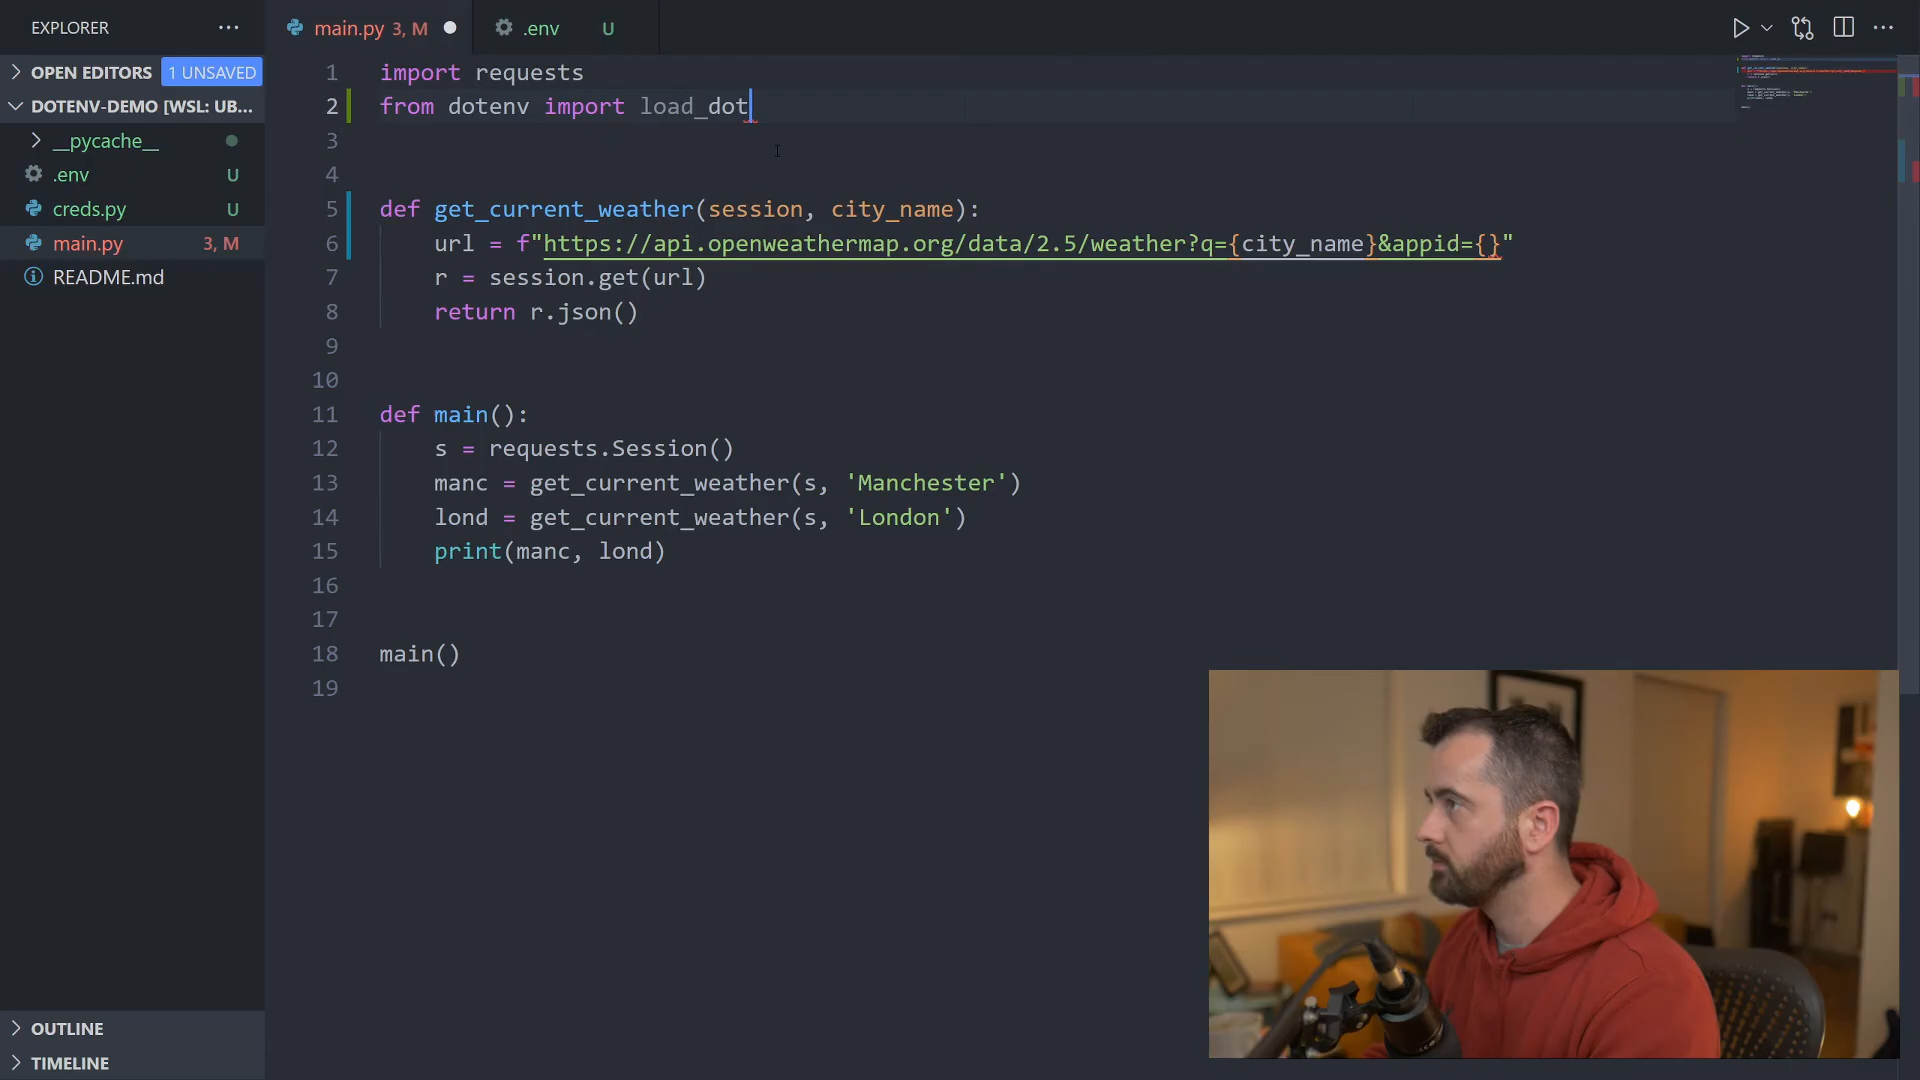 EXPLORER
main.py 3, M
.env U
OPEN EDITORS 1 UNSAVED
DOTENV-DEMO [WSL: UB...
__pycache__
.env U
creds.py U
main.py 3, M
README.md
1 import requests
2 from dotenv import load_dot
3
4
5 def get_current_weather(session, city_name):
6 url = f"https://api.openweathermap.org/data/2.5/weather?q={city_name}&appid={}"
7 r = session.get(url)
8 return r.json()
9
10
11 def main():
12 s = requests.Session()
13 manc = get_current_weather(s, 'Manchester')
14 lond = get_current_weather(s, 'London')
15 print(manc, lond)
16
17
18 main()
19
OUTLINE
TIMELINE